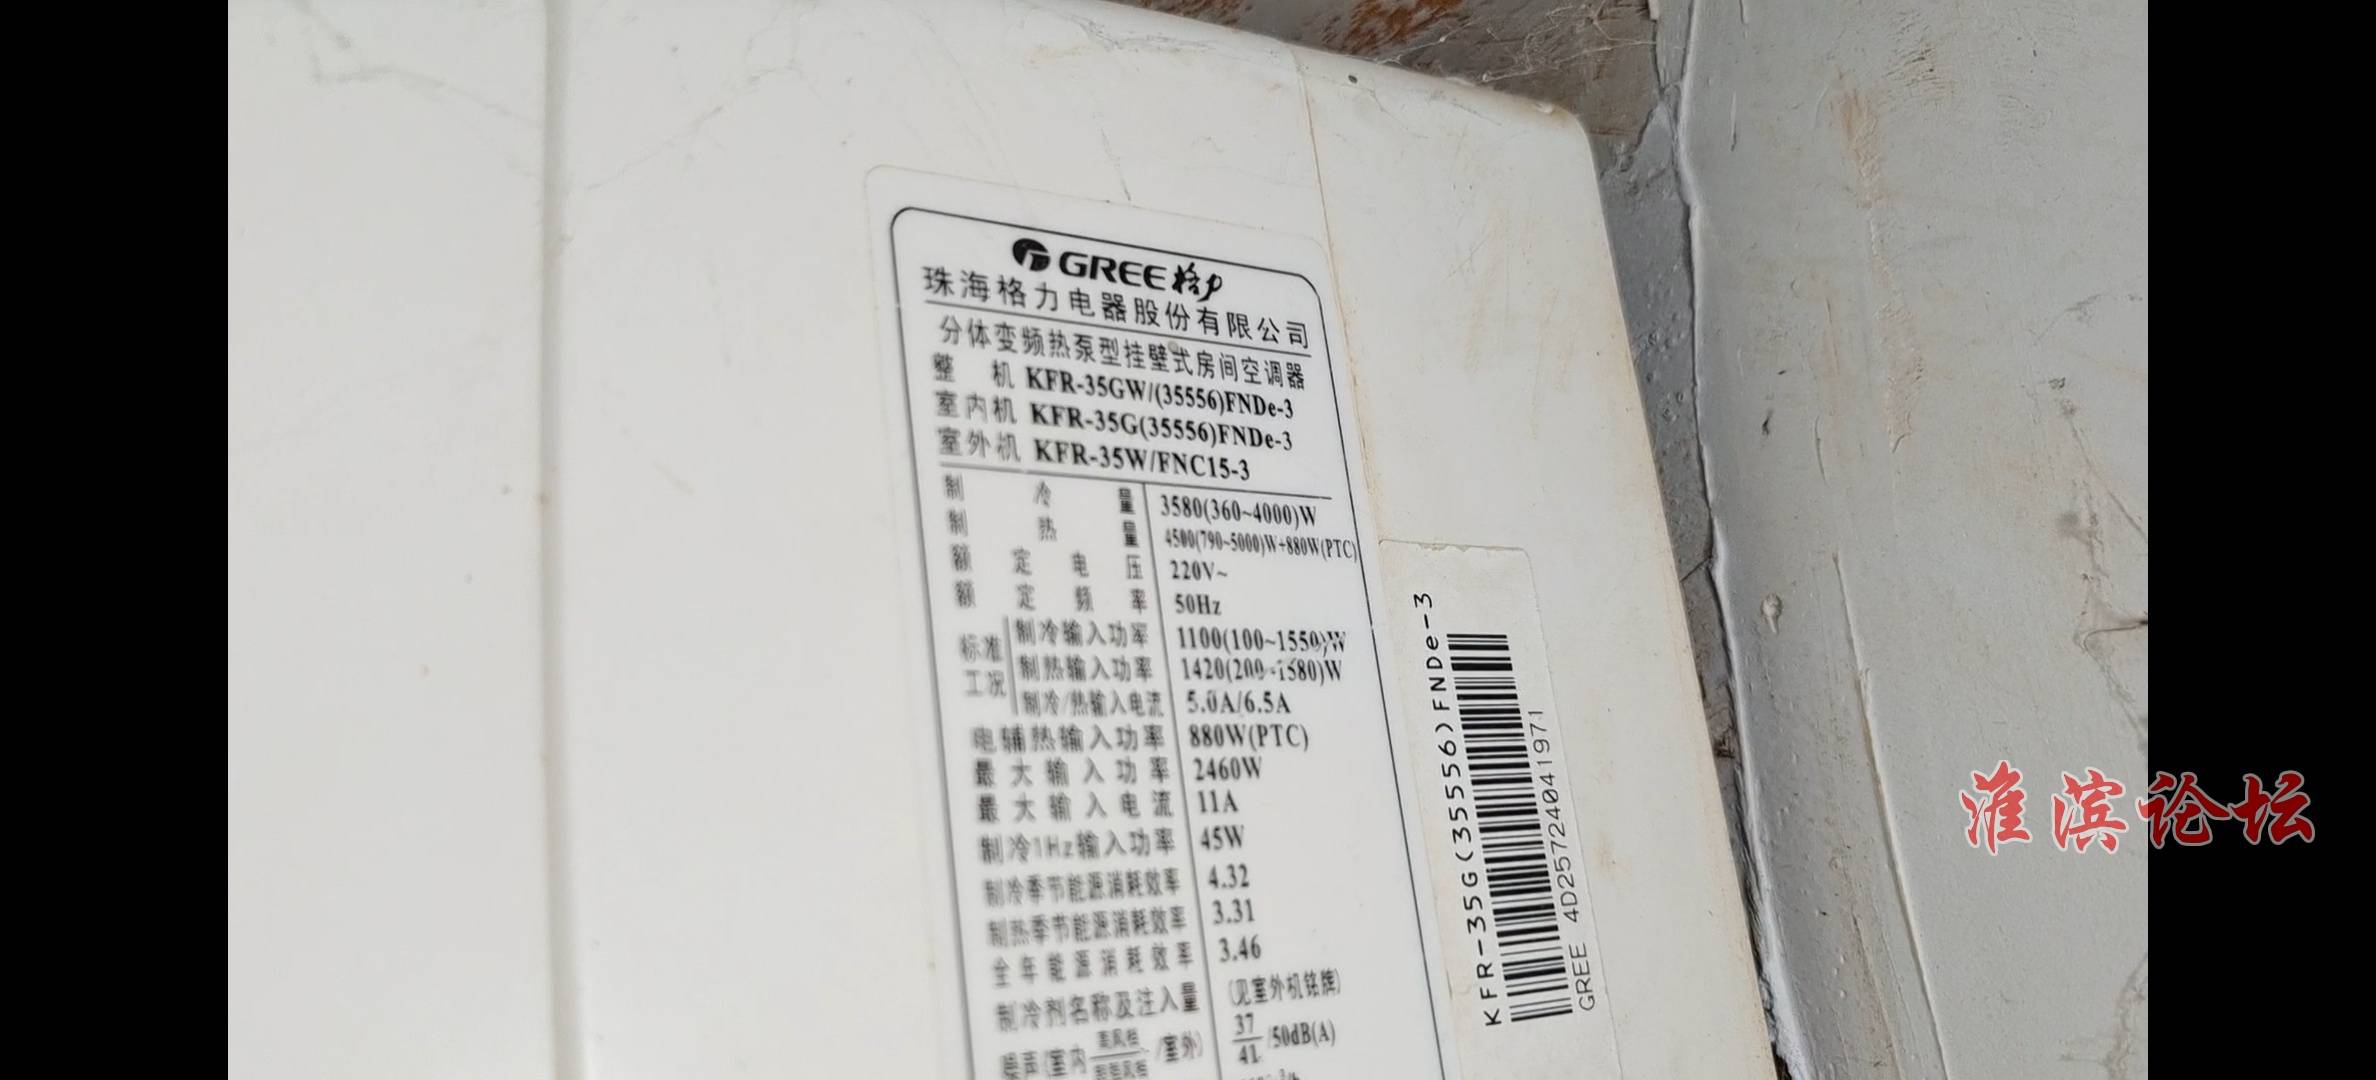 GREE格力
珠海格力电器股份有限公司
分体变频热泵型挂壁式房间空调器
整 机 KFR-35GW/(35556)FNDe-3
室内机 KFR-35G(35556)FNDe-3
室外机 KFR-35W/FNC15-3
制冷量 3580(360~4000)W
制热量 4500(790~5000)W+880W(PTC)
额定电压 220V~
额定频率 50Hz
标准工况 制冷输入功率 1100(100~1550)W
制热输入功率 1420(200~1580)W
制冷/热输入电流 5.0A/6.5A
电辅热输入功率 880W(PTC)
最大输入功率 2460W
最大输入电流 11A
制冷1Hz输入功率 45W
制冷季节能源消耗效率 4.32
制热季节能源消耗效率 3.31
全年能源消耗效率 3.46
制冷剂名称及注入量 (见室外机铭牌)
噪声(室内 高风档 /室外) 37/41 /50dB(A)
KFR-35G(35556)FNDe-3
GREE 4D25724041971
淮滨论坛